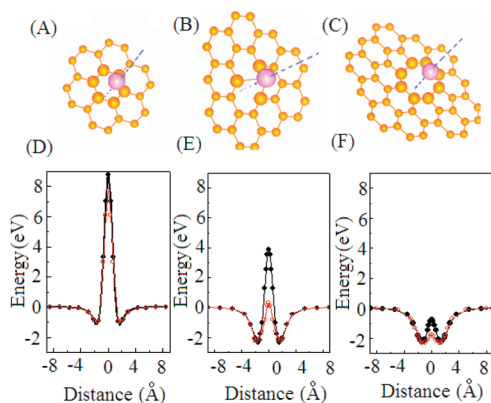 (A)
(B)
(C)
(D)
(E)
(F)
Energy (eV)
8
6
4
2
0
-2
-8 -4 0 4 8
Distance (Å)
Energy (eV)
8
6
4
2
0
-2
-8 -4 0 4 8
Distance (Å)
Energy (eV)
8
6
4
2
0
-2
-8 -4 0 4 8
Distance (Å)